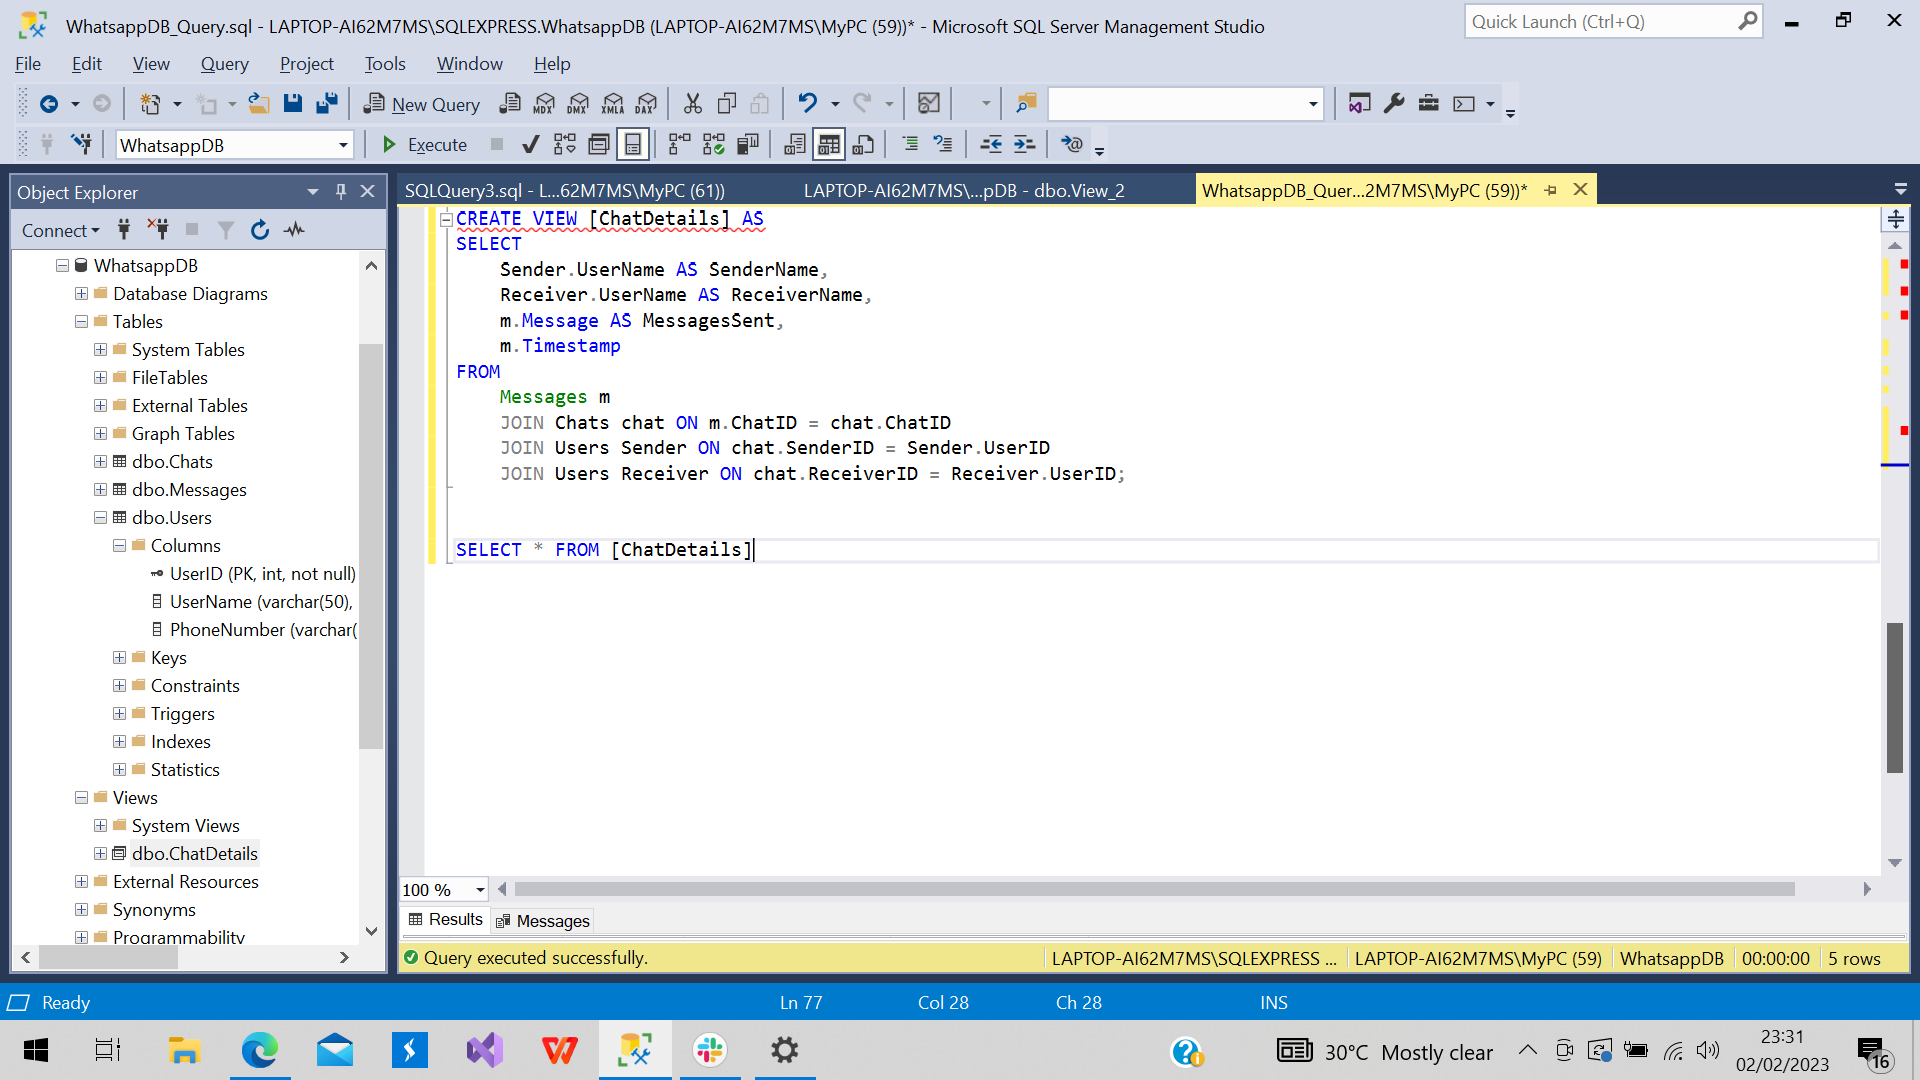 WhatsappDB_Query.sql - LAPTOP-AI62M7MS\SQLEXPRESS.WhatsappDB (LAPTOP-AI62M7MS\MyPC (59))* - Microsoft SQL Server Management Studio
Quick Launch (Ctrl+Q)
File Edit View Query Project Tools Window Help
New Query
MDX DMX XMLA DAX
WhatsappDB
Execute
Object Explorer
SQLQuery3.sql - L...62M7MS\MyPC (61))
LAPTOP-AI62M7MS\...pDB - dbo.View_2
WhatsappDB_Quer...2M7MS\MyPC (59))*
Connect
WhatsappDB
Database Diagrams
Tables
System Tables
FileTables
External Tables
Graph Tables
dbo.Chats
dbo.Messages
dbo.Users
Columns
UserID (PK, int, not null)
UserName (varchar(50),
PhoneNumber (varchar(
Keys
Constraints
Triggers
Indexes
Statistics
Views
System Views
dbo.ChatDetails
External Resources
Synonyms
Programmability
CREATE VIEW [ChatDetails] AS
SELECT
Sender.UserName AS SenderName,
Receiver.UserName AS ReceiverName,
m.Message AS MessagesSent,
m.Timestamp
FROM
Messages m
JOIN Chats chat ON m.ChatID = chat.ChatID
JOIN Users Sender ON chat.SenderID = Sender.UserID
JOIN Users Receiver ON chat.ReceiverID = Receiver.UserID;
SELECT * FROM [ChatDetails]
100 %
Results Messages
Query executed successfully.
LAPTOP-AI62M7MS\SQLEXPRESS ... LAPTOP-AI62M7MS\MyPC (59) WhatsappDB 00:00:00 5 rows
Ready Ln 77 Col 28 Ch 28 INS
30°C Mostly clear
23:31
02/02/2023
16